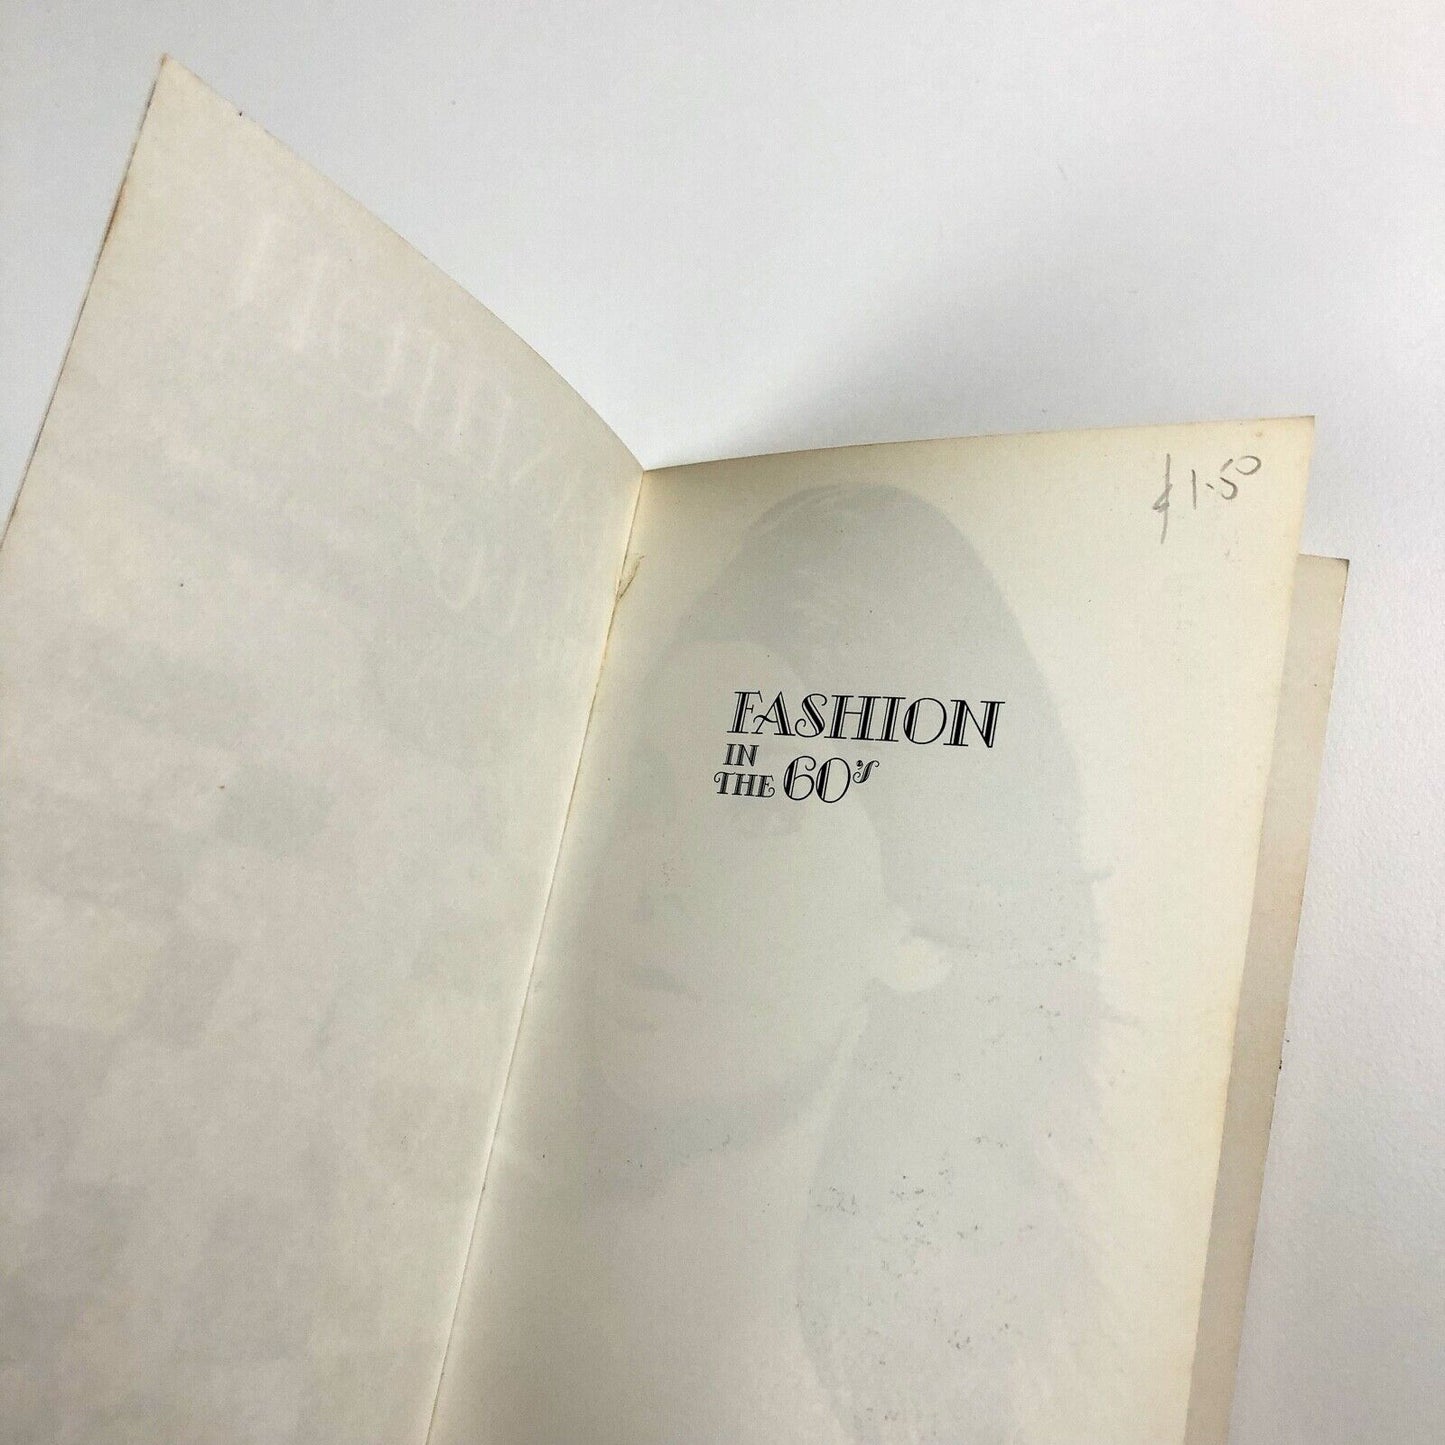 £1.50
FASHION
IN
THE 60's